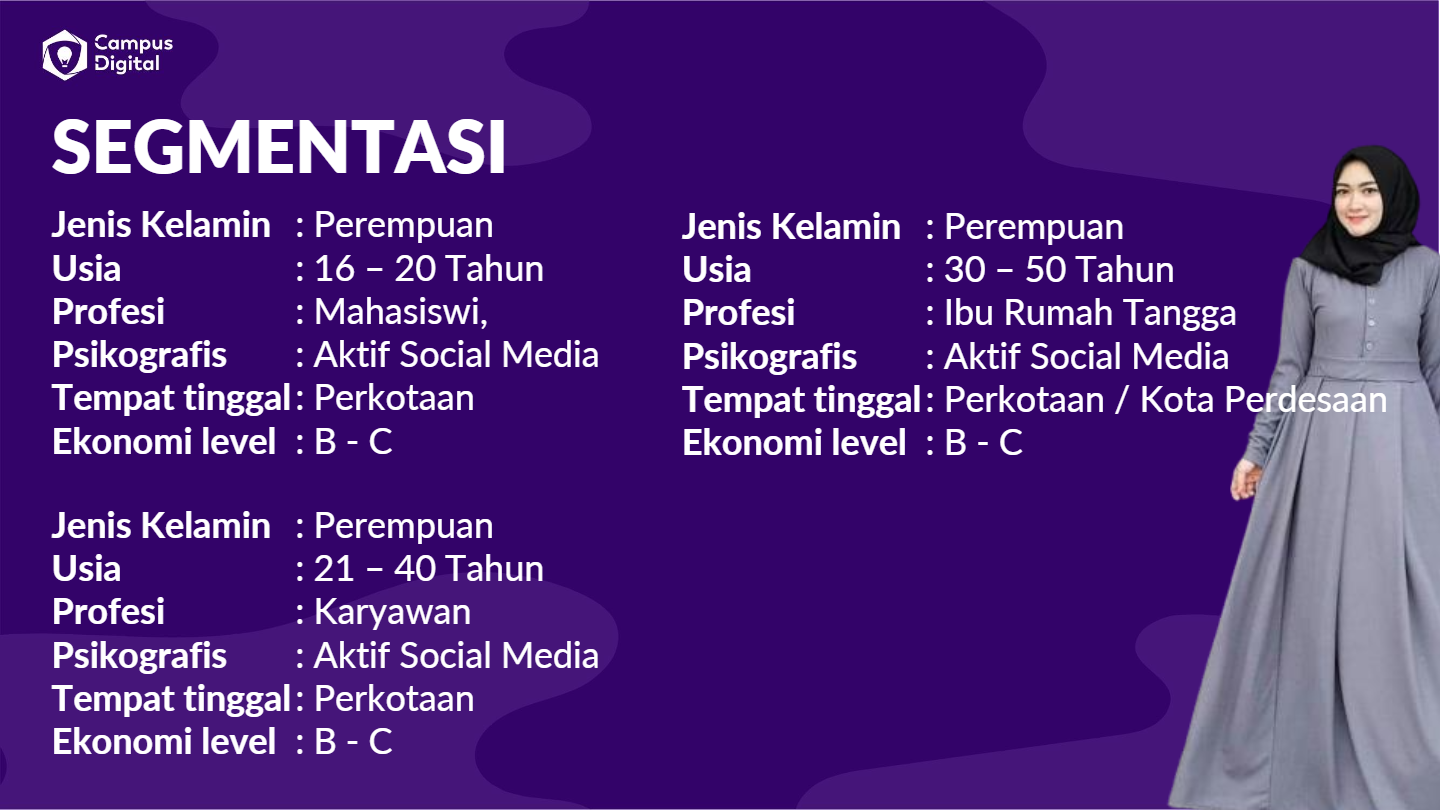 Campus
Digital
SEGMENTASI
Jenis Kelamin : Perempuan
Usia : 16 – 20 Tahun
Profesi : Mahasiswi,
Psikografis : Aktif Social Media
Tempat tinggal : Perkotaan
Ekonomi level : B - C
Jenis Kelamin : Perempuan
Usia : 21 – 40 Tahun
Profesi : Karyawan
Psikografis : Aktif Social Media
Tempat tinggal : Perkotaan
Ekonomi level : B - C
Jenis Kelamin : Perempuan
Usia : 30 – 50 Tahun
Profesi : Ibu Rumah Tangga
Psikografis : Aktif Social Media
Tempat tinggal : Perkotaan / Kota Perdesaan
Ekonomi level : B - C